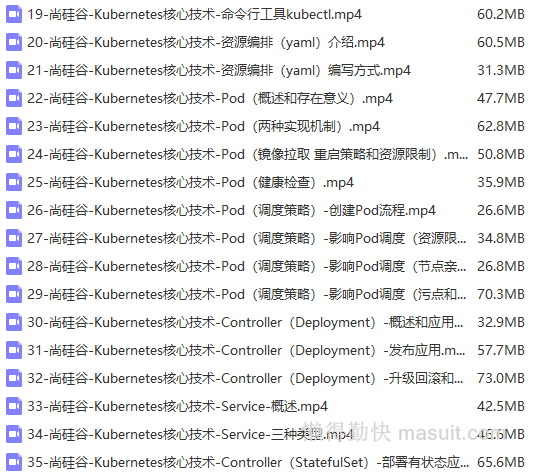 19-尚硅谷-Kubernetes核心技术-命令行工具kubectl.mp4 60.2MB
20-尚硅谷-Kubernetes核心技术-资源编排（yaml）介绍.mp4 60.5MB
21-尚硅谷-Kubernetes核心技术-资源编排（yaml）编写方式.mp4 31.3MB
22-尚硅谷-Kubernetes核心技术-Pod（概述和存在意义）.mp4 47.7MB
23-尚硅谷-Kubernetes核心技术-Pod（两种实现机制）.mp4 62.8MB
24-尚硅谷-Kubernetes核心技术-Pod（镜像拉取 重启策略和资源限制）.m... 50.8MB
25-尚硅谷-Kubernetes核心技术-Pod（健康检查）.mp4 35.9MB
26-尚硅谷-Kubernetes核心技术-Pod（调度策略）-创建Pod流程.mp4 26.6MB
27-尚硅谷-Kubernetes核心技术-Pod（调度策略）-影响Pod调度（资源限... 34.8MB
28-尚硅谷-Kubernetes核心技术-Pod（调度策略）-影响Pod调度（节点亲... 26.8MB
29-尚硅谷-Kubernetes核心技术-Pod（调度策略）-影响Pod调度（污点和... 70.3MB
30-尚硅谷-Kubernetes核心技术-Controller（Deployment）-概述和应用... 32.9MB
31-尚硅谷-Kubernetes核心技术-Controller（Deployment）-发布应用.m... 57.7MB
32-尚硅谷-Kubernetes核心技术-Controller（Deployment）-升级回滚和... 73.0MB
33-尚硅谷-Kubernetes核心技术-Service-概述.mp4 42.5MB
34-尚硅谷-Kubernetes核心技术-Service-三种类型.mp4 46.6MB
懒得勤快 masuit.com
35-尚硅谷-Kubernetes核心技术-Controller（StatefulSet）-部署有状态应... 65.6MB